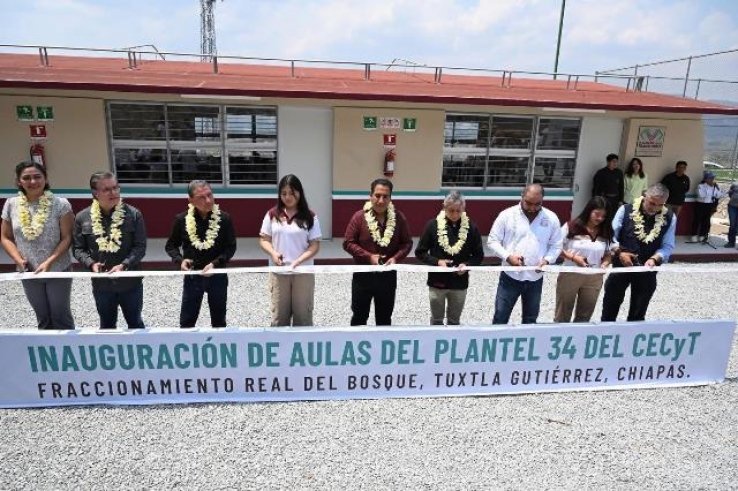 INAUGURACIÓN DE AULAS DEL PLANTEL 34 DEL CECyT
FRACCIONAMIENTO REAL DEL BOSQUE, TUXTLA GUTIÉRREZ, CHIAPAS.